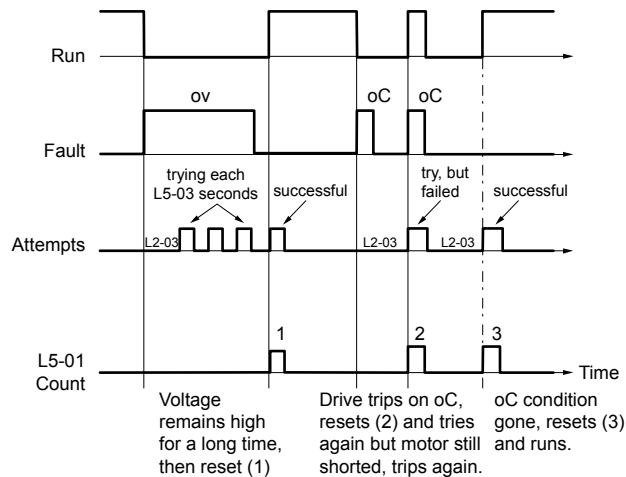 Run
ov
oC
oC
Fault
trying each
L5-03 seconds
successful
try, but
failed
successful
Attempts
L2-03
L2-03
L2-03
1
2
3
L5-01
Count
Time
Voltage
remains high
for a long time,
then reset (1)
Drive trips on oC,
resets (2) and tries
again but motor still
shorted, trips again.
oC condition
gone, resets (3)
and runs.